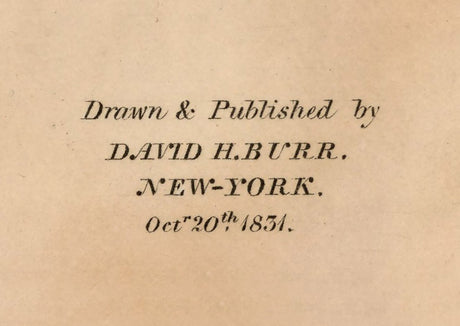 Drawn & Published by
DAVID H. BURR.
NEW-YORK.
Octr 20th. 1831.